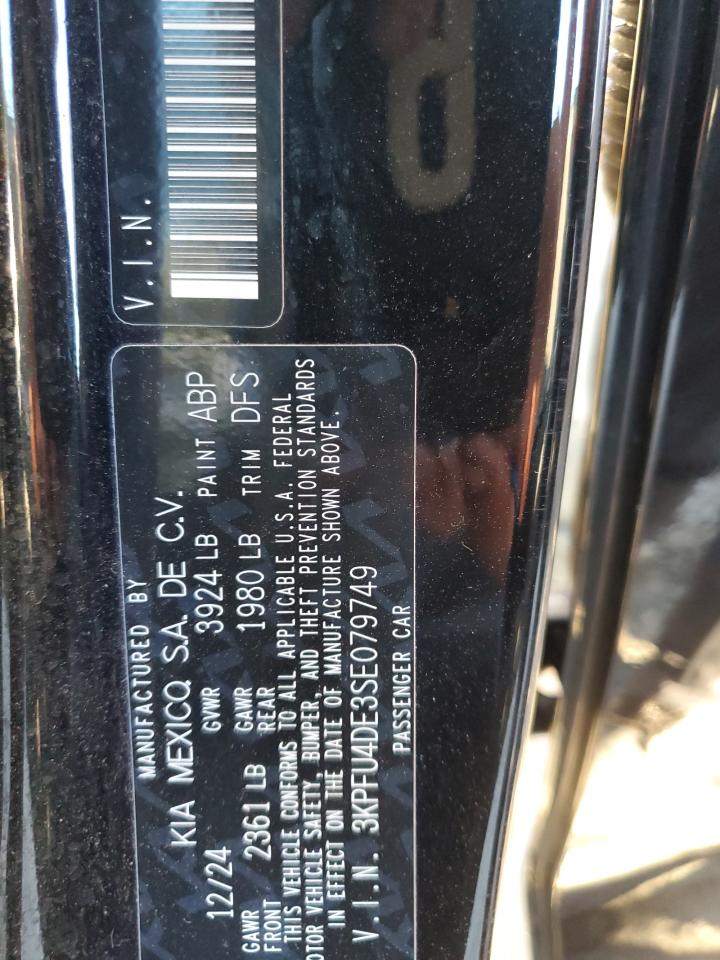 MANUFACTURED BY
KIA MEXICO, S.A. DE C.V.
12/24 GVWR 3924 LB PAINT ABP
GAWR FRONT 2361 LB GAWR REAR 1980 LB TRIM DFS
THIS VEHICLE CONFORMS TO ALL APPLICABLE U.S.A. FEDERAL
OTOR VEHICLE SAFETY, BUMPER, AND THEFT PREVENTION STANDARDS
IN EFFECT ON THE DATE OF MANUFACTURE SHOWN ABOVE.
V.I.N. 3KPFU4DE3SE079749
PASSENGER CAR
V.I.N.